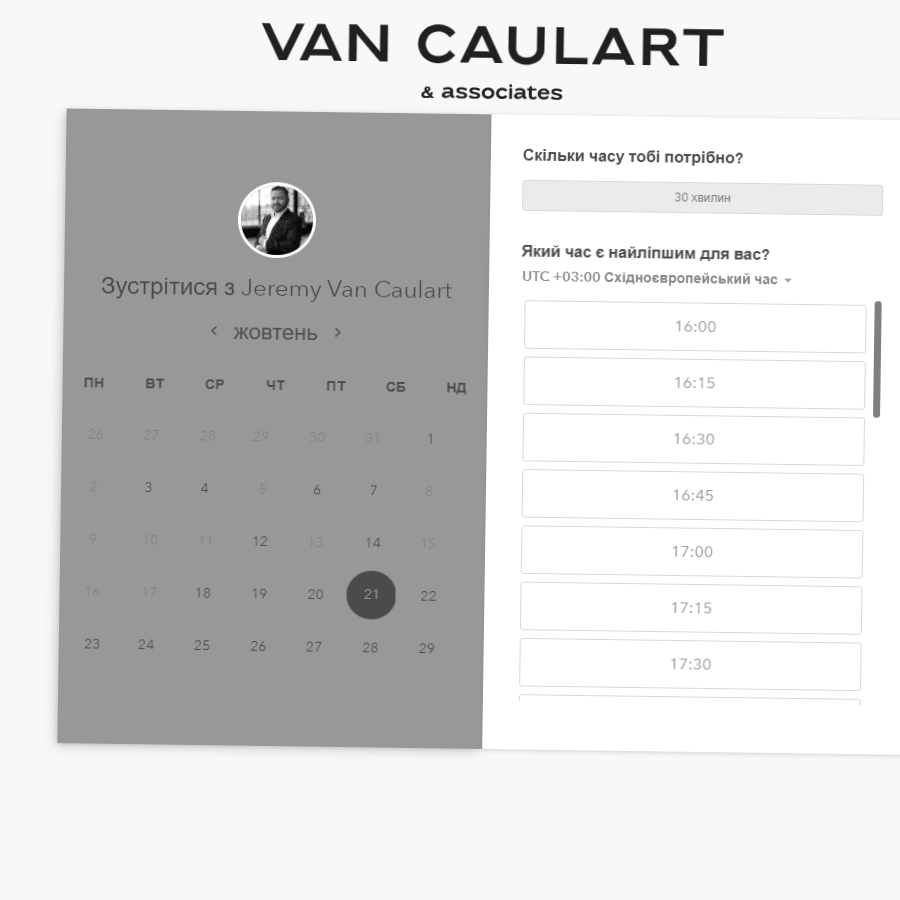 VAN CAULART
& associates
Зустрітися з Jeremy Van Caulart
жовтень
ПН ВТ СР ЧТ ПТ СБ НД
26 27 28 29 30 31 1
2 3 4 5 6 7 8
9 10 11 12 13 14 15
16 17 18 19 20 21 22
23 24 25 26 27 28 29
Скільки часу тобі потрібно?
30 хвилин
Який час є найліпшим для вас?
UTC +03:00 Східноєвропейський час
16:00
16:15
16:30
16:45
17:00
17:15
17:30